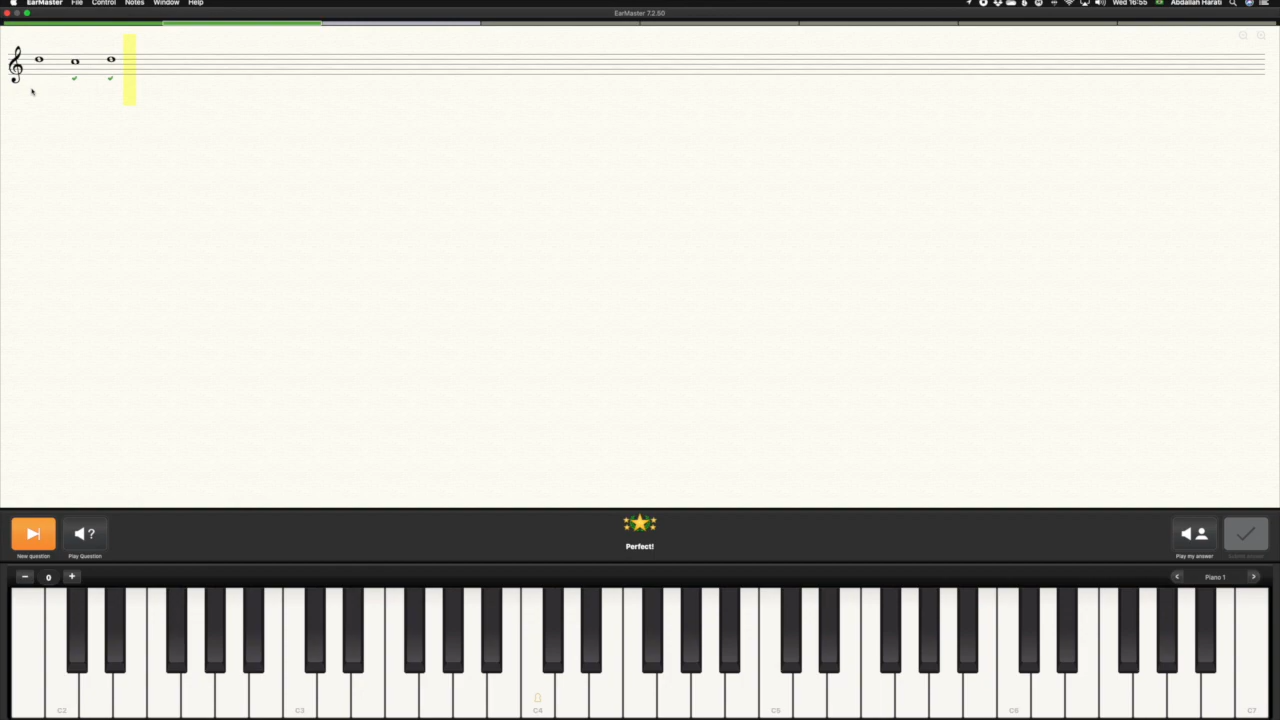 EarMaster File Control Notes Window Help Wed 16:55 Abdallah Harati
EarMaster 7.2.50
?
New question Play Question Perfect! Play my answer Submit answer
− 0 + < Piano 1 >
C2 C3 C4 C5 C6 C7